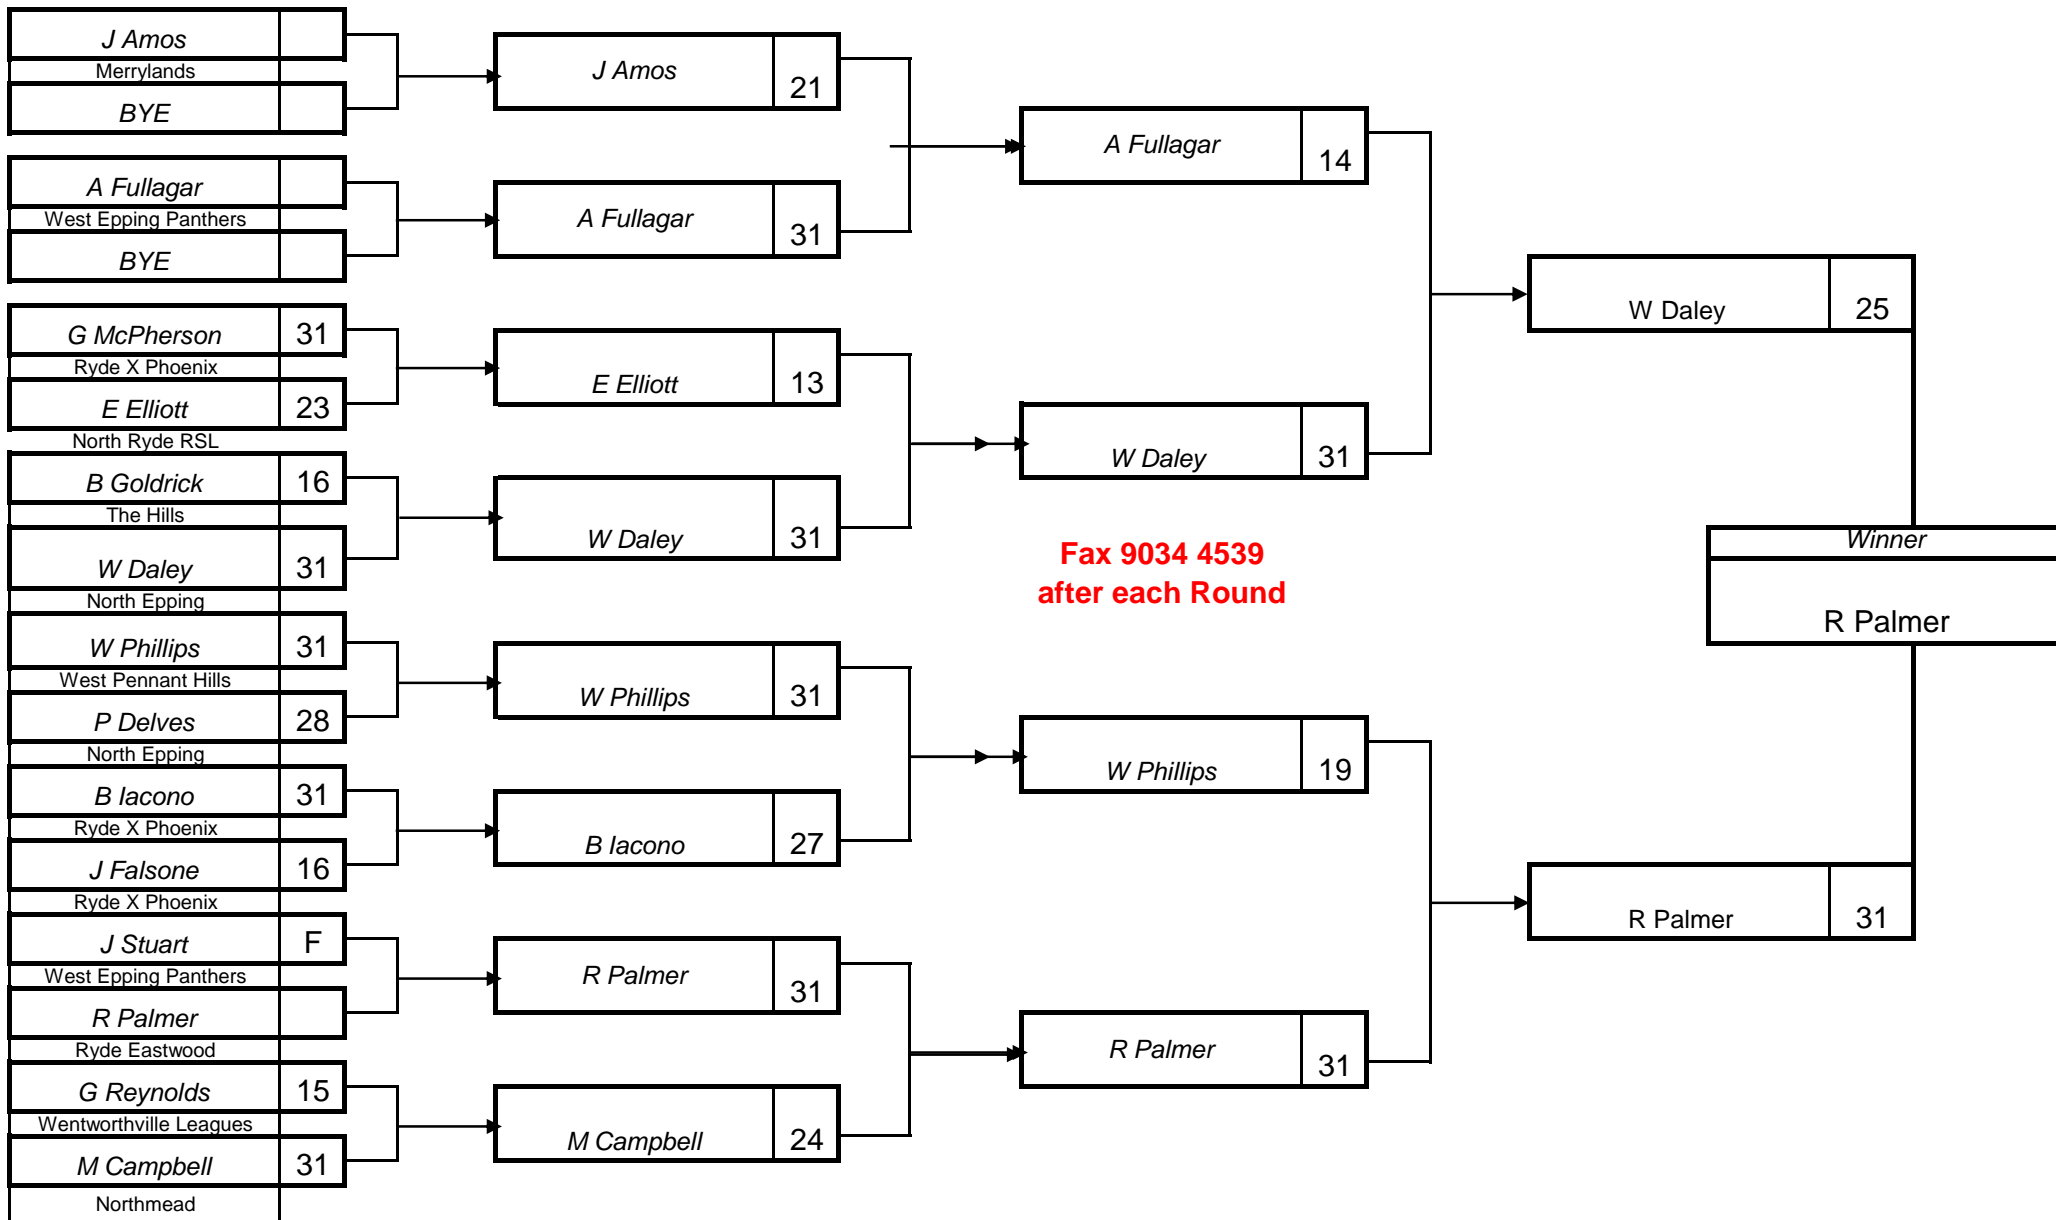 J Amos
Merrylands
BYE
A Fullagar
West Epping Panthers
BYE
G McPherson 31
Ryde X Phoenix
E Elliott 23
North Ryde RSL
B Goldrick 16
The Hills
W Daley 31
North Epping
W Phillips 31
West Pennant Hills
P Delves 28
North Epping
B Iacono 31
Ryde X Phoenix
J Falsone 16
Ryde X Phoenix
J Stuart F
West Epping Panthers
R Palmer
Ryde Eastwood
G Reynolds 15
Wentworthville Leagues
M Campbell 31
Northmead
J Amos 21
A Fullagar 31
E Elliott 13
W Daley 31
W Phillips 31
B Iacono 27
R Palmer 31
M Campbell 24
A Fullagar 14
W Daley 31
Fax 9034 4539
after each Round
W Phillips 19
R Palmer 31
W Daley 25
R Palmer 31
Winner
R Palmer